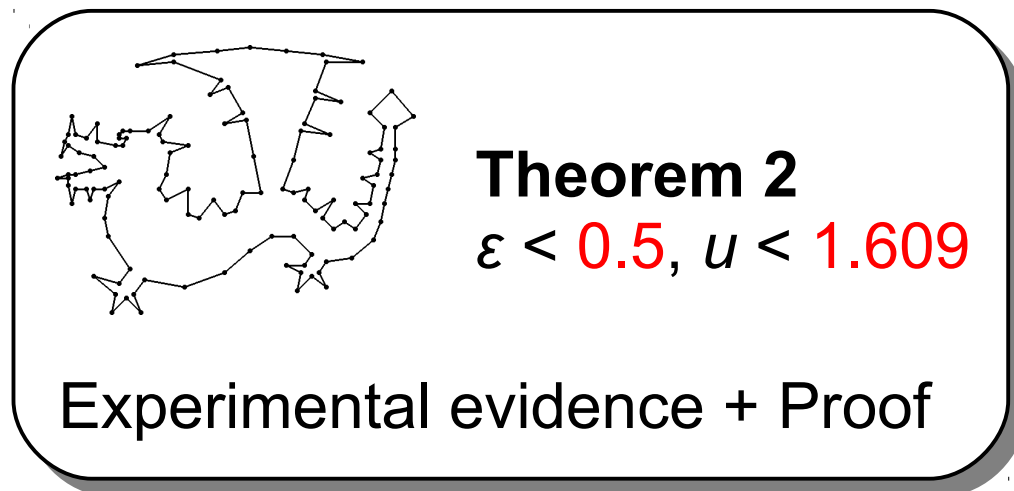 Theorem 2
ε < 0.5, u < 1.609
Experimental evidence + Proof